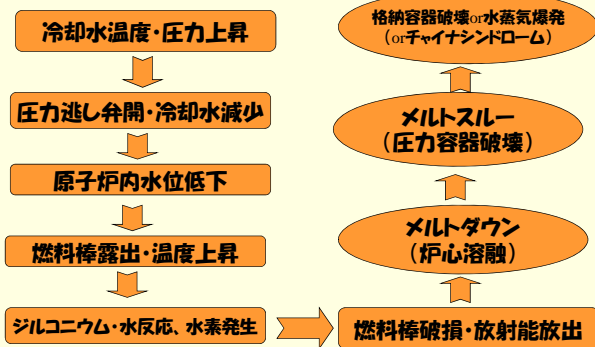 冷却水温度・圧力上昇
圧力逃し弁開・冷却水減少
原子炉内水位低下
燃料棒露出・温度上昇
ジルコニウム・水反応、水素発生
燃料棒破損・放射能放出
メルトダウン
(炉心溶融)
メルトスルー
(圧力容器破壊)
格納容器破壊or水蒸気爆発
(orチャイナシンドローム)